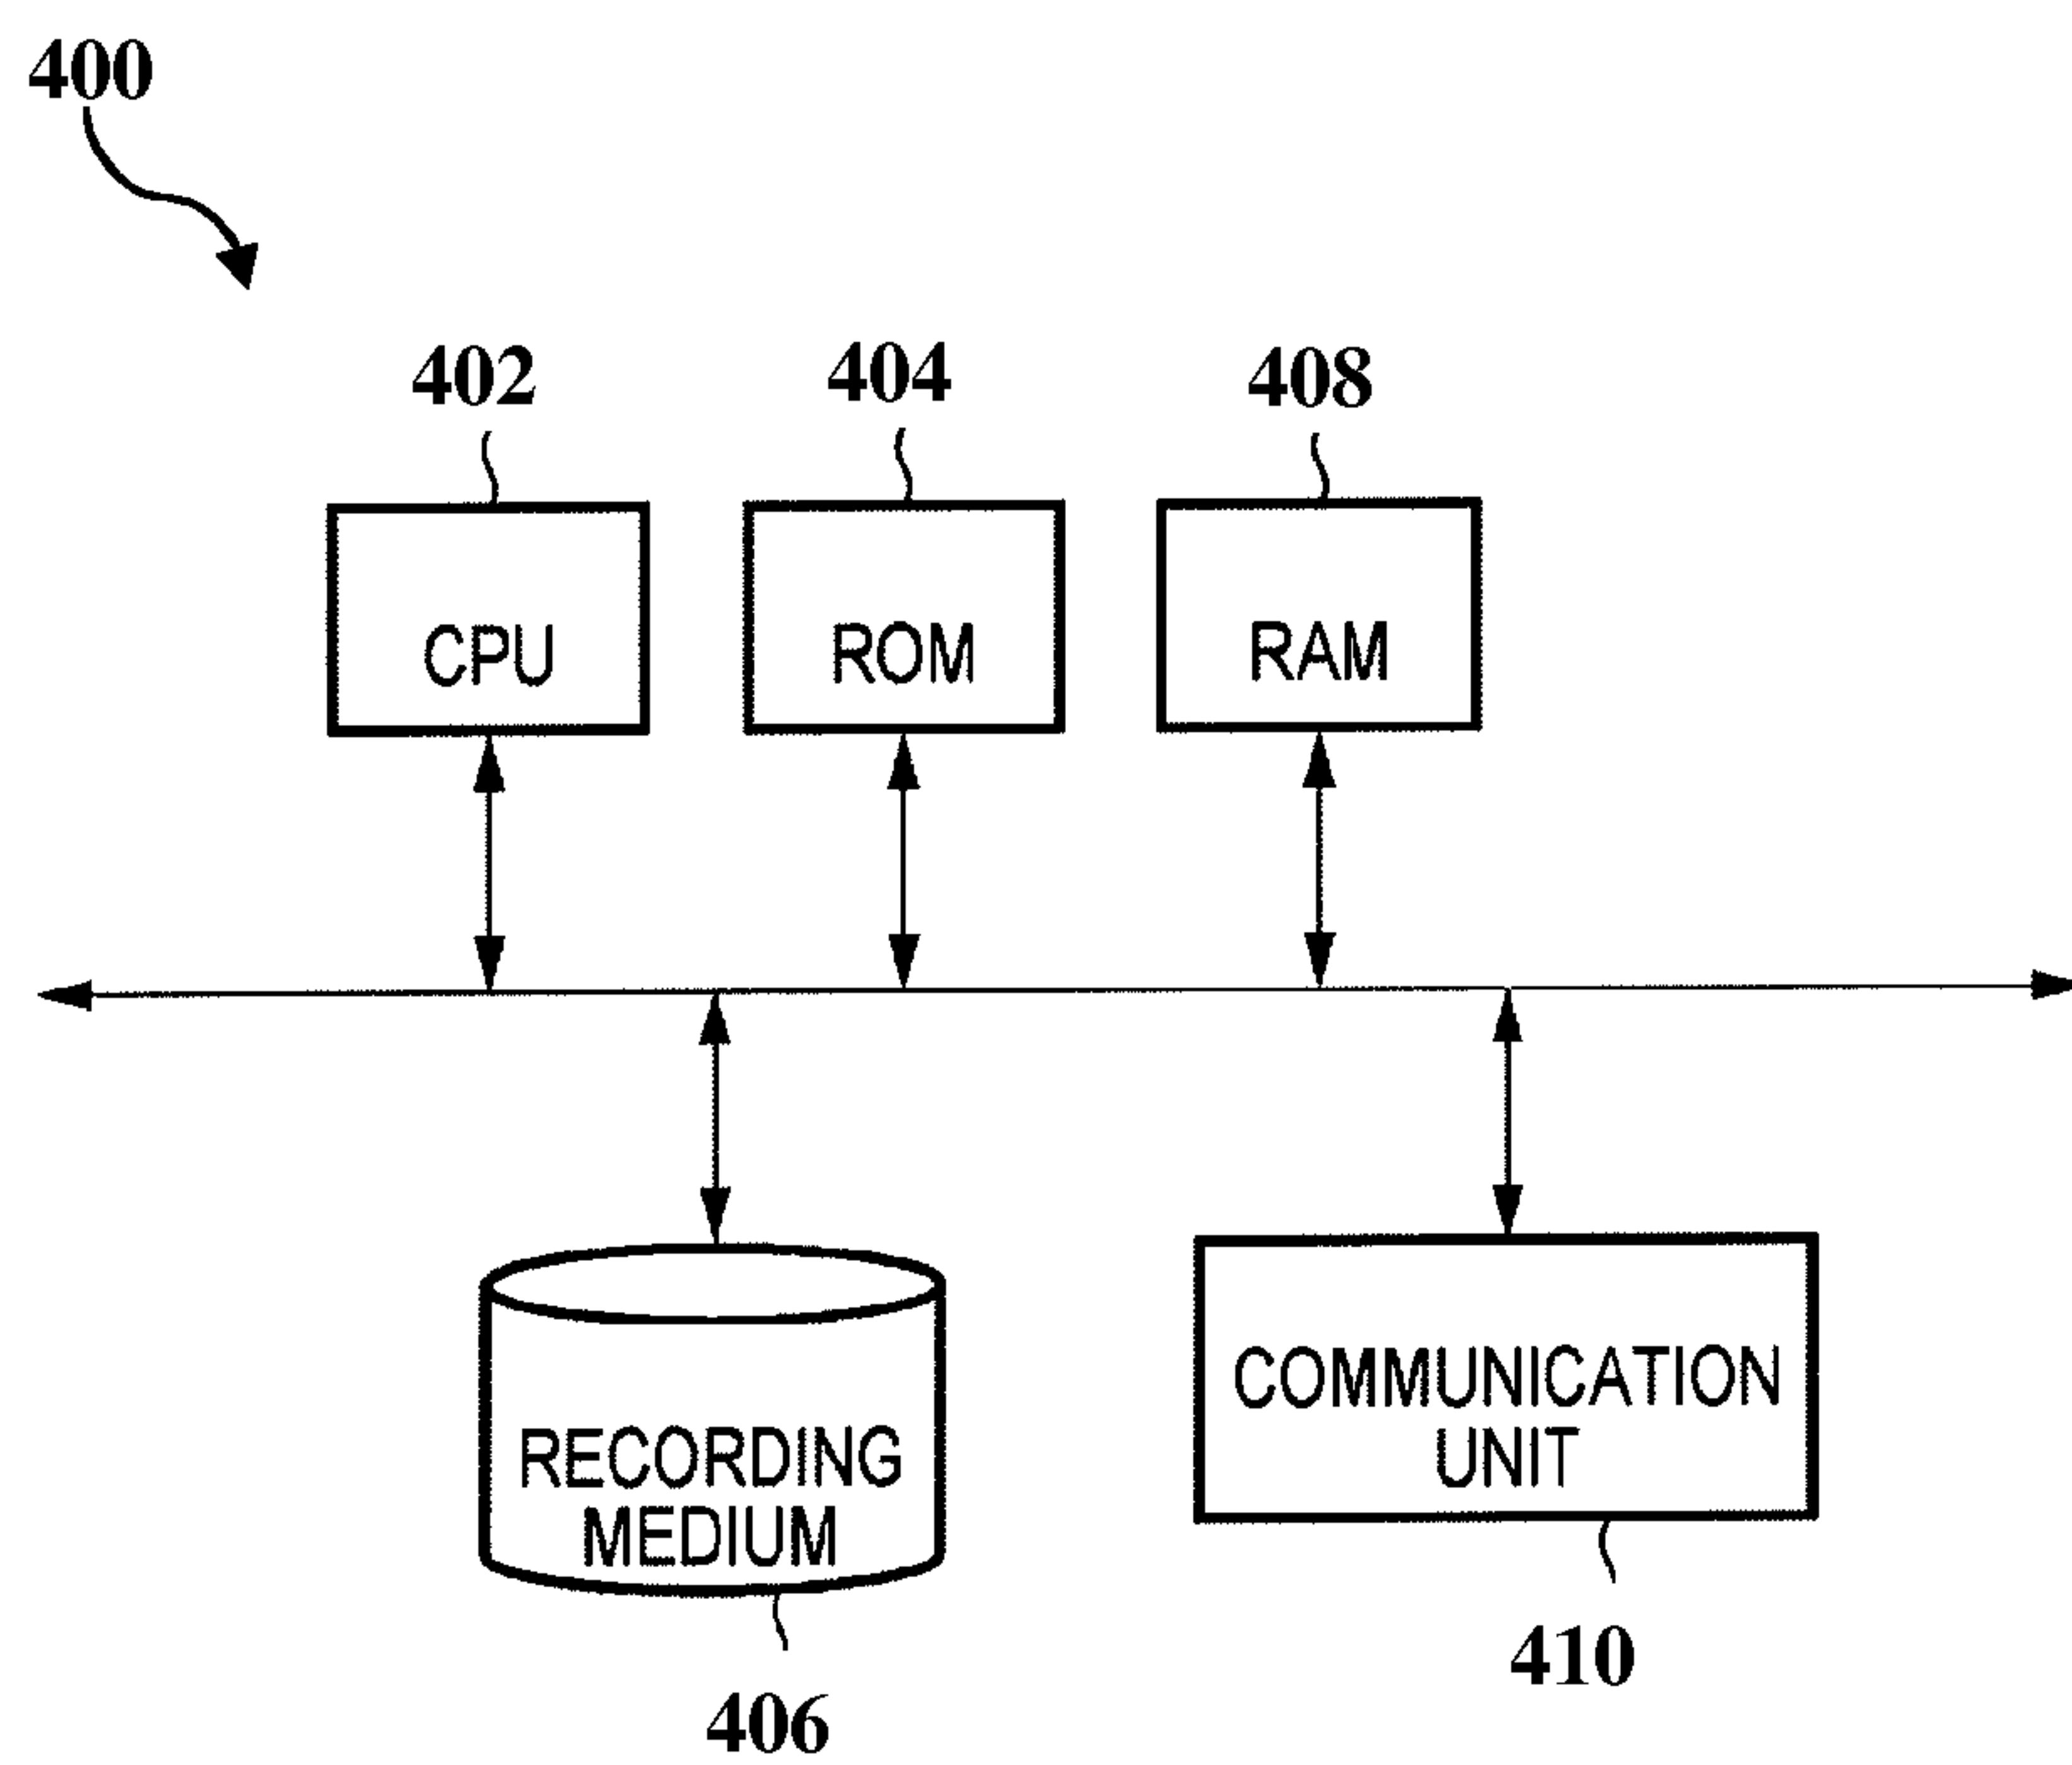 400
402
404
408
CPU
ROM
RAM
RECORDING
MEDIUM
COMMUNICATION
UNIT
406
410